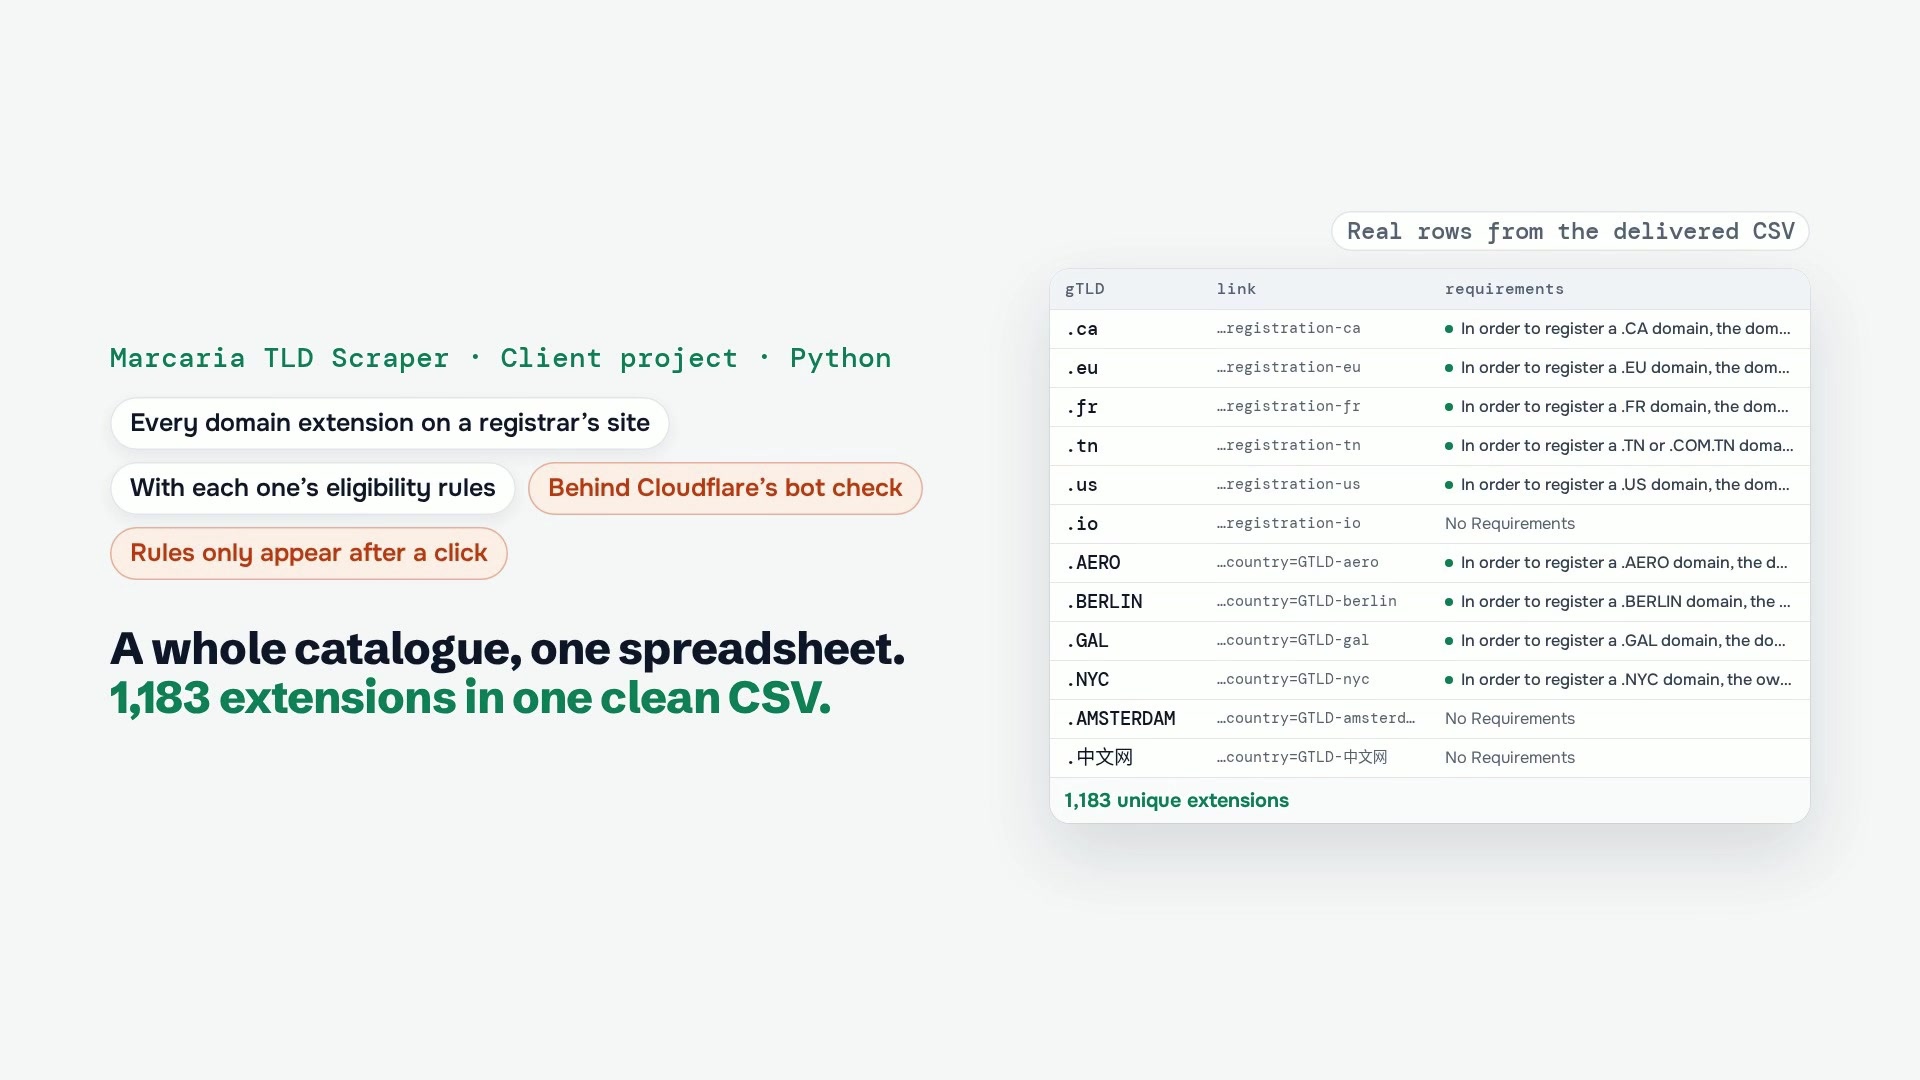 Marcaria TLD Scraper · Client project · Python
Every domain extension on a registrar’s site
With each one’s eligibility rules
Behind Cloudflare’s bot check
Rules only appear after a click
A whole catalogue, one spreadsheet.
1,183 extensions in one clean CSV.
Real rows from the delivered CSV
gTLD link requirements
.ca …registration-ca In order to register a .CA domain, the dom...
.eu …registration-eu In order to register a .EU domain, the dom...
.fr …registration-fr In order to register a .FR domain, the dom...
.tn …registration-tn In order to register a .TN or .COM.TN doma...
.us …registration-us In order to register a .US domain, the dom...
.io …registration-io No Requirements
.AERO …country=GTLD-aero In order to register a .AERO domain, the d...
.BERLIN …country=GTLD-berlin In order to register a .BERLIN domain, the ...
.GAL …country=GTLD-gal In order to register a .GAL domain, the do...
.NYC …country=GTLD-nyc In order to register a .NYC domain, the ow...
.AMSTERDAM …country=GTLD-amsterd… No Requirements
.中文网 …country=GTLD-中文网 No Requirements
1,183 unique extensions